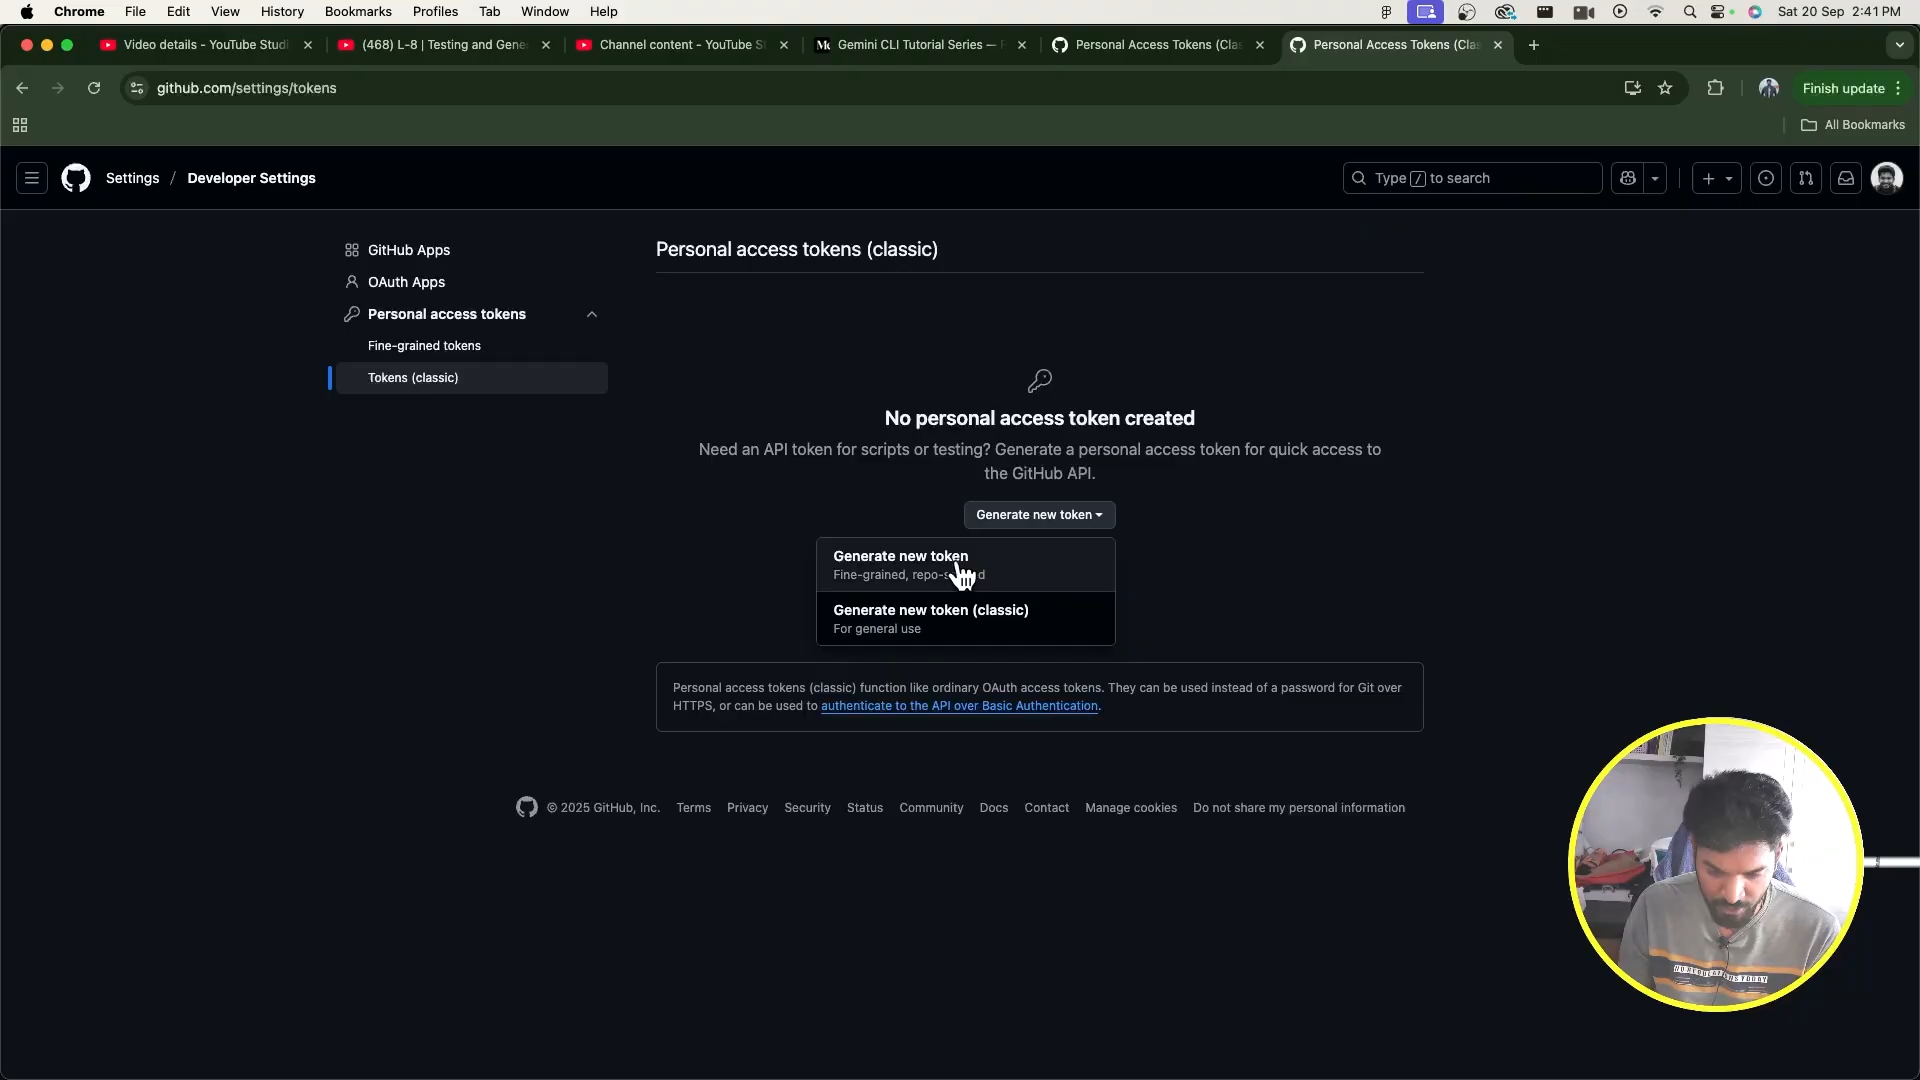 Chrome File Edit View History Bookmarks Profiles Tab Window Help Sat 20 Sep 2:41 PM
Video details - YouTube Studi
(468) L-8 | Testing and Gene
Channel content - YouTube S
Gemini CLI Tutorial Series —
Personal Access Tokens (Cla
Personal Access Tokens (Clas
github.com/settings/tokens
Finish update
All Bookmarks
Settings / Developer Settings
Type / to search
GitHub Apps
OAuth Apps
Personal access tokens
Fine-grained tokens
Tokens (classic)
Personal access tokens (classic)
No personal access token created
Need an API token for scripts or testing? Generate a personal access token for quick access to
the GitHub API.
Generate new token
Generate new token
Fine-grained,
Generate new token (classic)
For general use
Personal access tokens (classic) function like ordinary OAuth access tokens. They can be used instead of a password for Git over
HTTPS, or can be used to authenticate to the API over Basic Authentication.
© 2025 GitHub, Inc. Terms Privacy Security Status Community Docs Contact Manage cookies Do not share my personal information